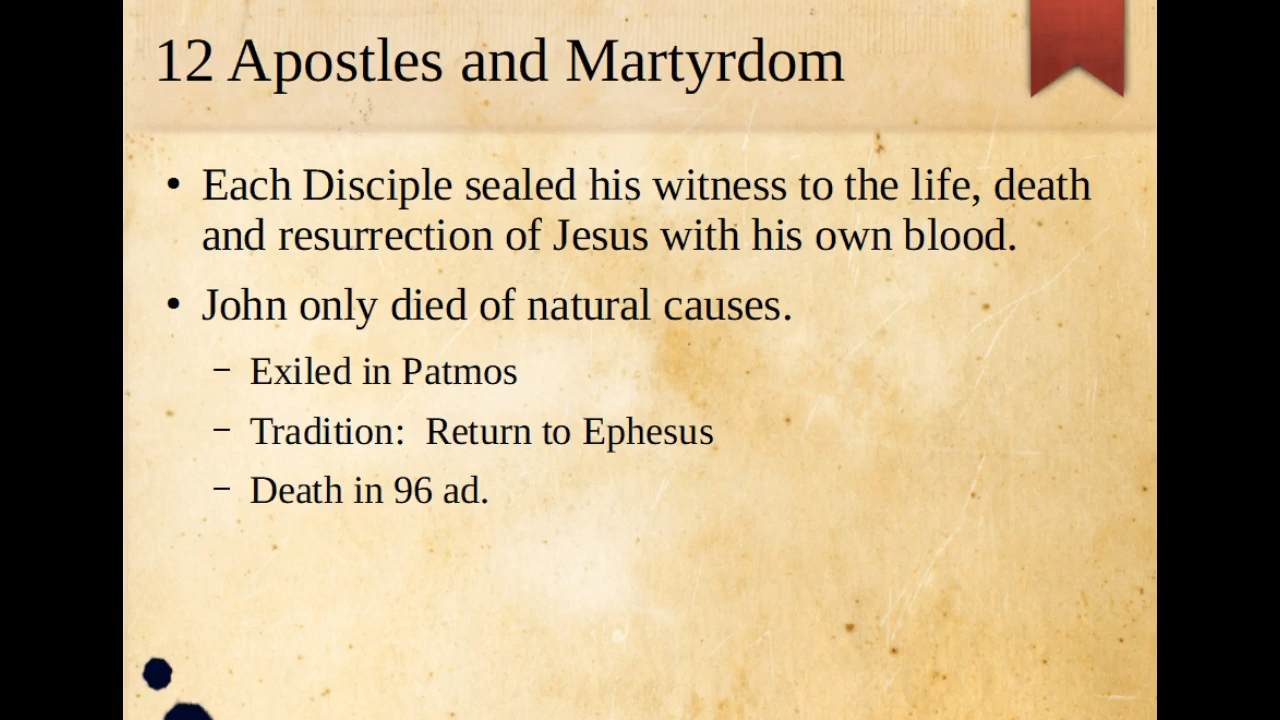 12 Apostles and Martyrdom
• Each Disciple sealed his witness to the life, death
and resurrection of Jesus with his own blood.
• John only died of natural causes.
– Exiled in Patmos
– Tradition:  Return to Ephesus
– Death in 96 ad.